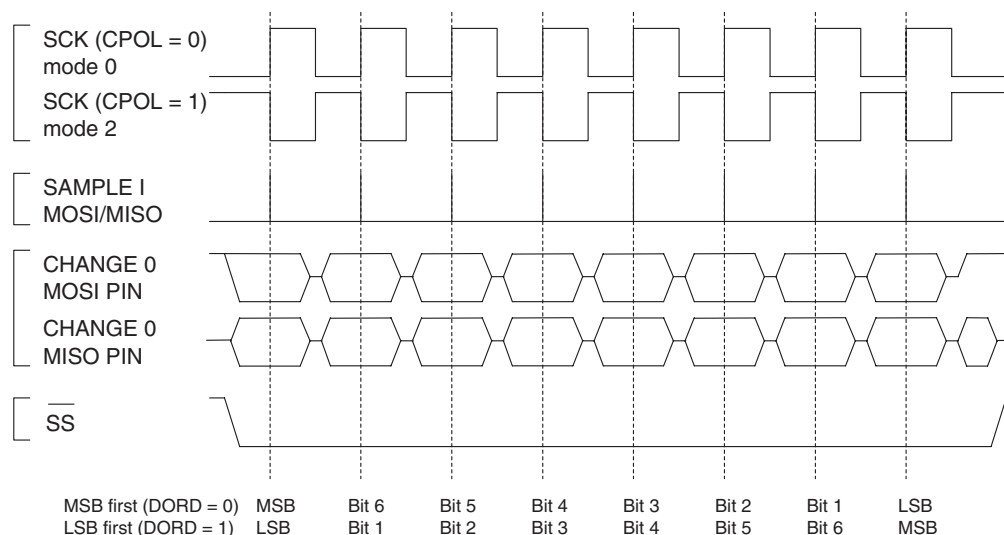 SCK (CPOL = 0)
mode 0
SCK (CPOL = 1)
mode 2
SAMPLE I
MOSI/MISO
CHANGE 0
MOSI PIN
CHANGE 0
MISO PIN
SS
MSB first (DORD = 0) MSB Bit 6 Bit 5 Bit 4 Bit 3 Bit 2 Bit 1 LSB
LSB first (DORD = 1) LSB Bit 1 Bit 2 Bit 3 Bit 4 Bit 5 Bit 6 MSB